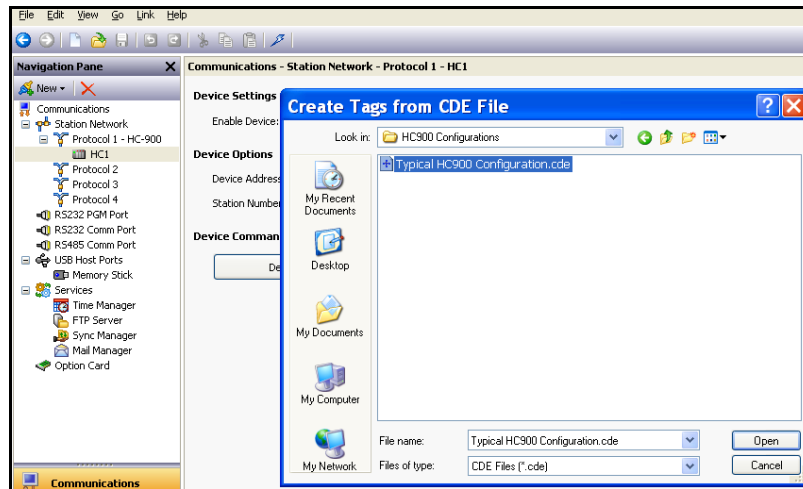 File Edit View Go Link Help
Navigation Pane
New
Communications
Station Network
Protocol 1 - HC-900
HC1
Protocol 2
Protocol 3
Protocol 4
RS232 PGM Port
RS232 Comm Port
RS485 Comm Port
USB Host Ports
Memory Stick
Services
Time Manager
FTP Server
Sync Manager
Mail Manager
Option Card
Communications
Communications - Station Network - Protocol 1 - HC1
Device Settings
Enable Device:
Device Options
Device Address
Station Number
Device Comman
De
Create Tags from CDE File
Look in: HC900 Configurations
Typical HC900 Configuration.cde
My Recent
Documents
Desktop
My Documents
My Computer
My Network
File name: Typical HC900 Configuration.cde Open
Files of type: CDE Files (*.cde) Cancel